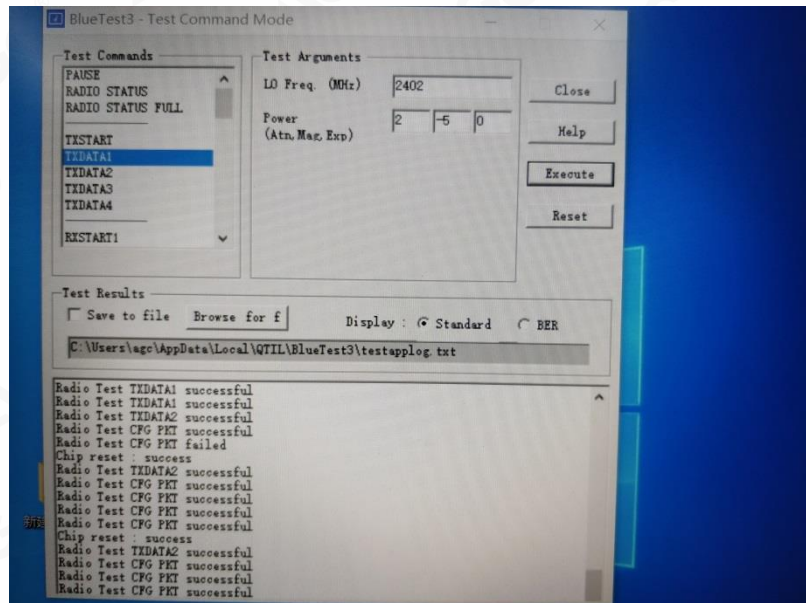 BlueTest3 - Test Command Mode
Test Commands
PAUSE
RADIO STATUS
RADIO STATUS FULL
TXSTART
TXDATA1
TXDATA2
TXDATA3
TXDATA4
RXSTART1
Test Arguments
LO Freq. (MHz) 2402
Power 2 -5 0
(Atn, Mag, Exp)
Close
Help
Execute
Reset
Test Results
Save to file Browse for f Display : Standard BER
C:\Users\agc\AppData\Local\QTIL\BlueTest3\testapplog.txt
Radio Test TXDATA1 successful
Radio Test TXDATA1 successful
Radio Test TXDATA2 successful
Radio Test CFG PKT successful
Radio Test CFG PKT failed
Chip reset : success
Radio Test TXDATA2 successful
Radio Test CFG PKT successful
Radio Test CFG PKT successful
Radio Test CFG PKT successful
Radio Test CFG PKT successful
Chip reset : success
Radio Test TXDATA2 successful
Radio Test CFG PKT successful
Radio Test CFG PKT successful
Radio Test CFG PKT successful